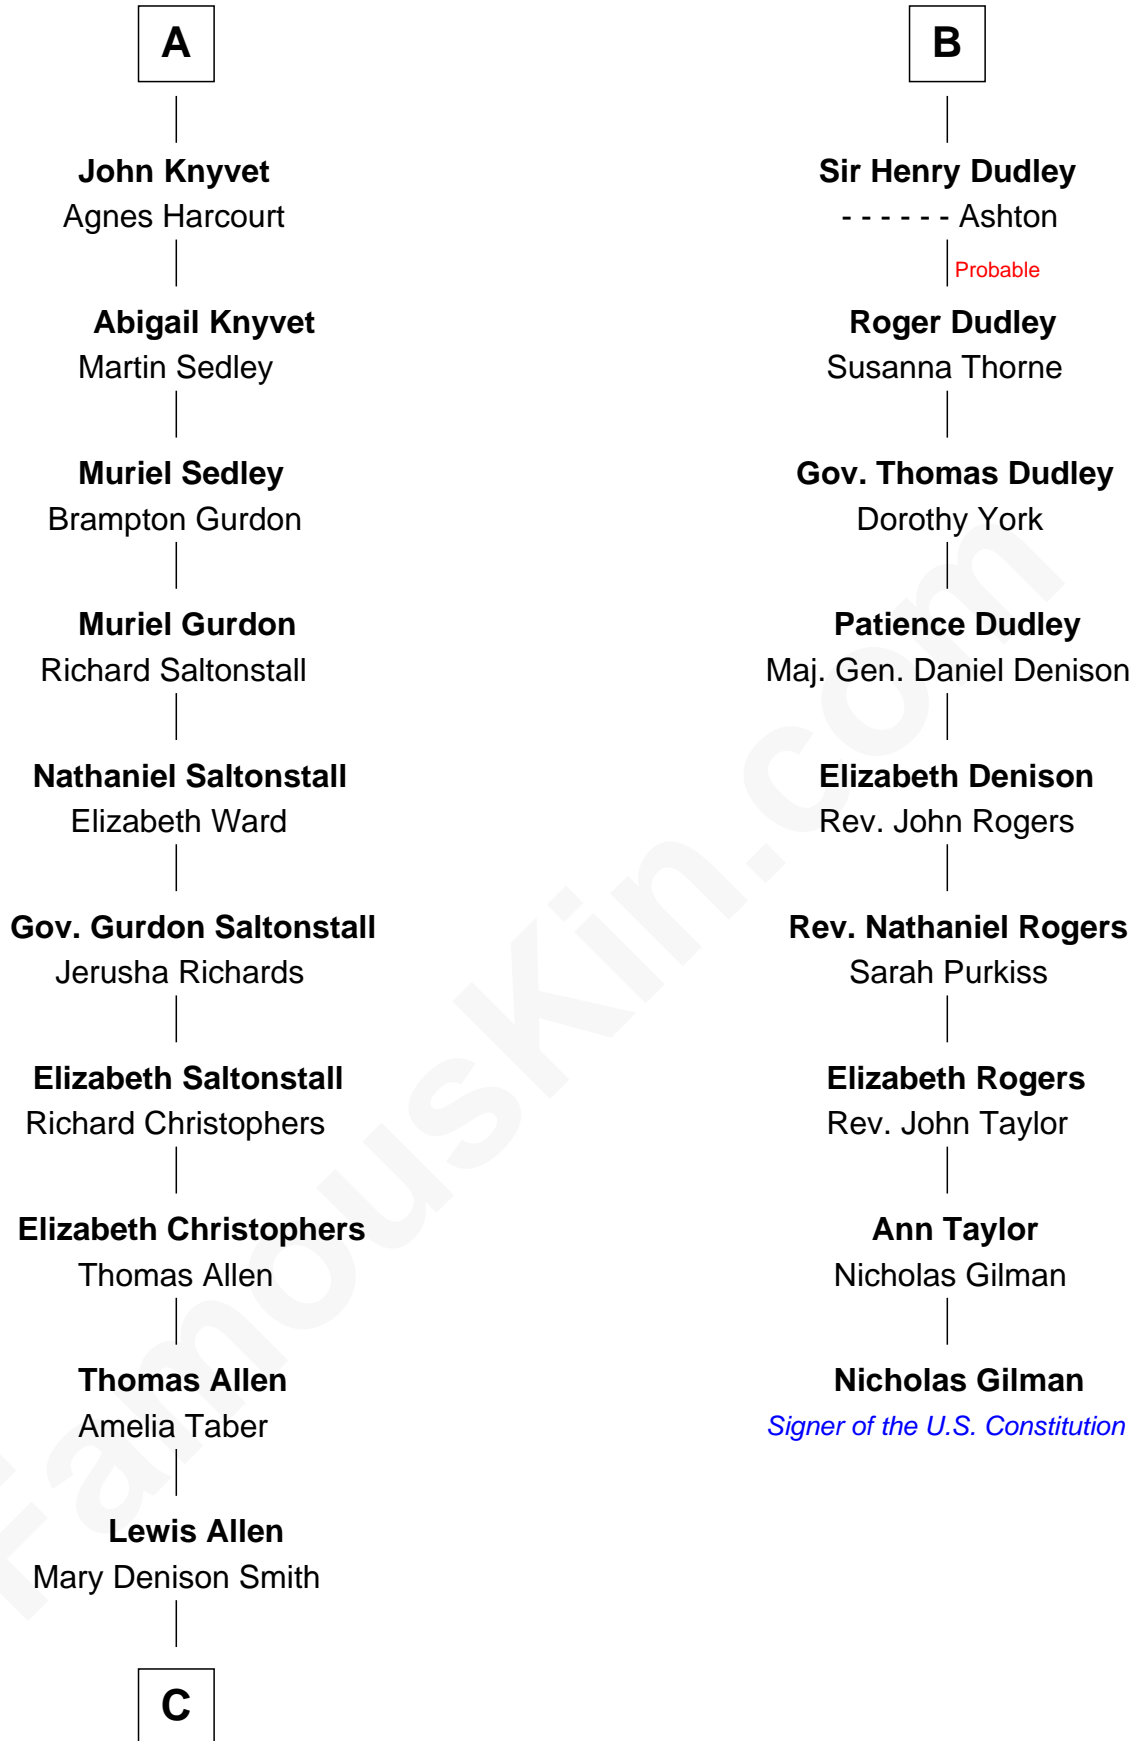 A
John Knyvet
Agnes Harcourt
Abigail Knyvet
Martin Sedley
Muriel Sedley
Brampton Gurdon
Muriel Gurdon
Richard Saltonstall
Nathaniel Saltonstall
Elizabeth Ward
Gov. Gurdon Saltonstall
Jerusha Richards
Elizabeth Saltonstall
Richard Christophers
Elizabeth Christophers
Thomas Allen
Thomas Allen
Amelia Taber
Lewis Allen
Mary Denison Smith
C
B
Sir Henry Dudley
- - - - - - Ashton
Probable
Roger Dudley
Susanna Thorne
Gov. Thomas Dudley
Dorothy York
Patience Dudley
Maj. Gen. Daniel Denison
Elizabeth Denison
Rev. John Rogers
Rev. Nathaniel Rogers
Sarah Purkiss
Elizabeth Rogers
Rev. John Taylor
Ann Taylor
Nicholas Gilman
Nicholas Gilman
Signer of the U.S. Constitution
FamousKin.com